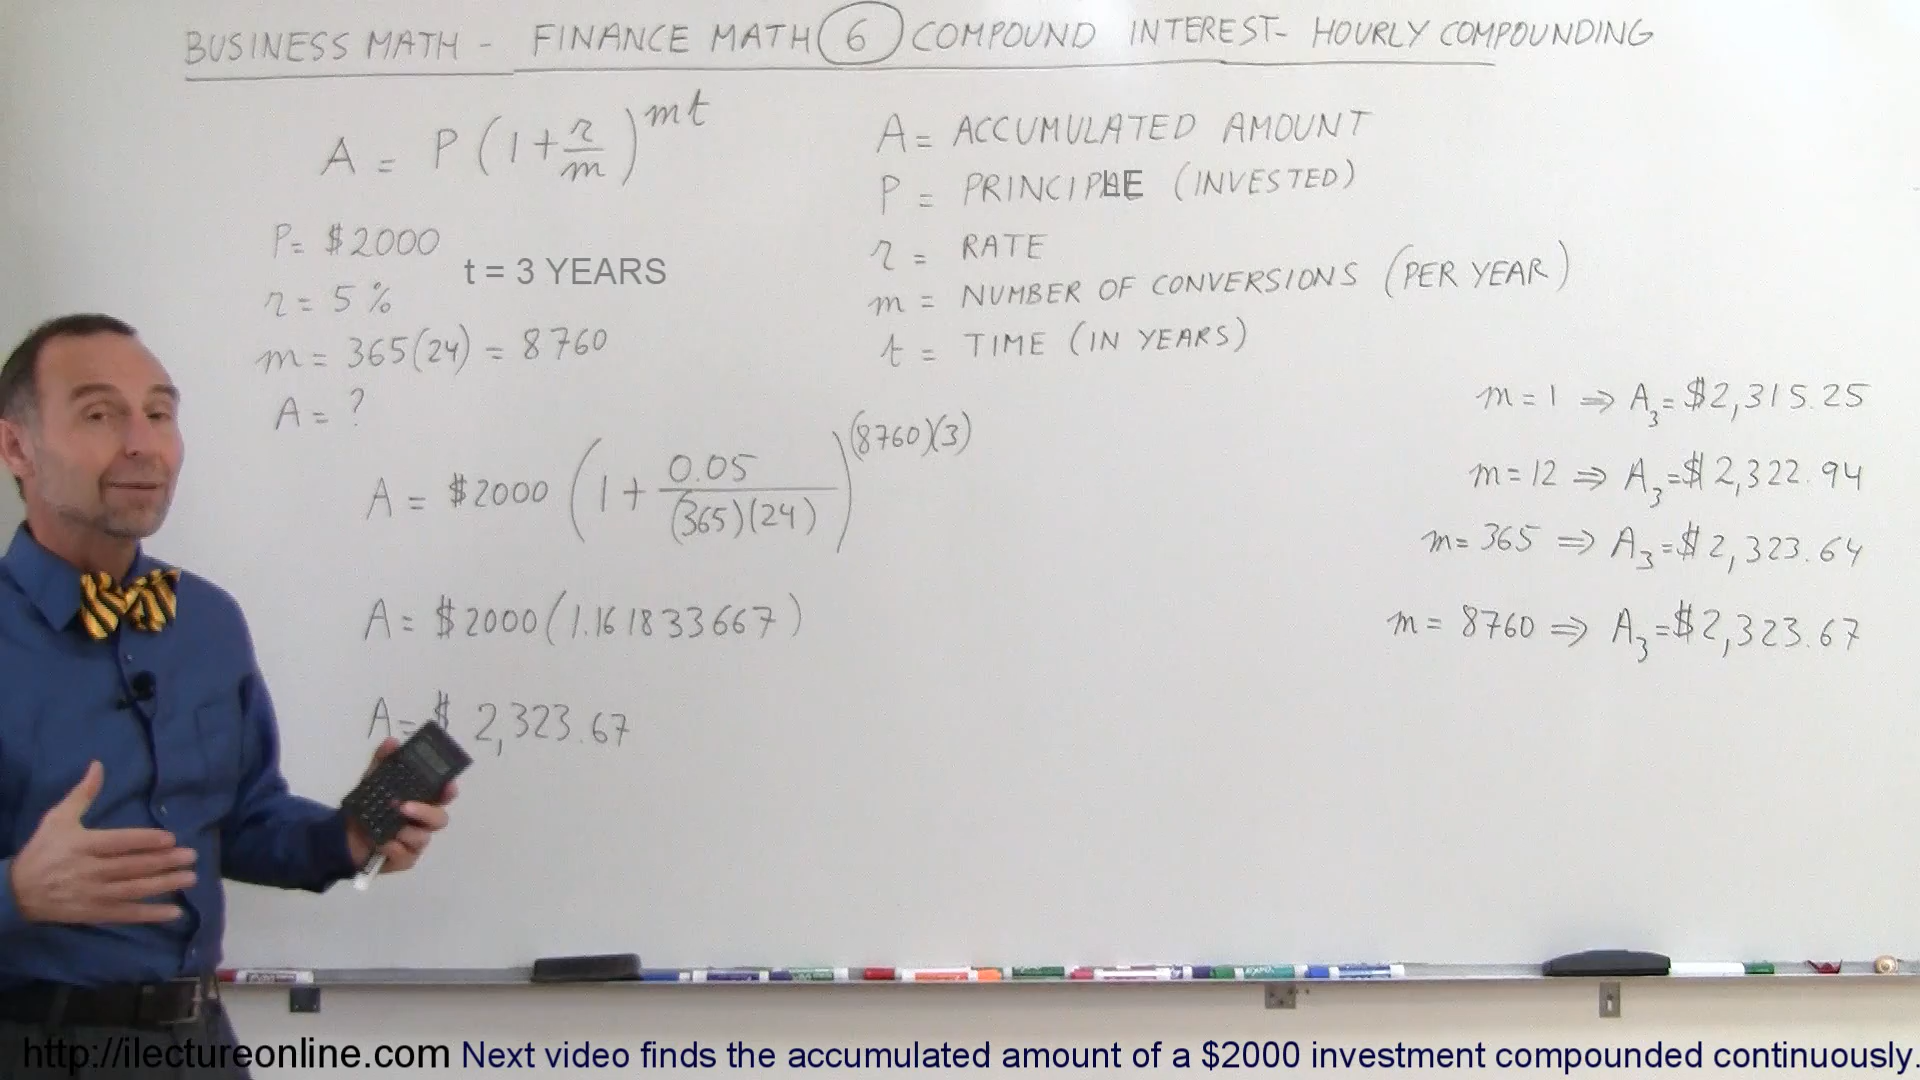 BUSINESS MATH - FINANCE MATH 6 COMPOUND INTEREST - HOURLY COMPOUNDING
A = P(1 + r/m)^mt
P = $2000
t = 3 YEARS
r = 5 %
m = 365(24) = 8760
A = ?
A = $2000 (1 + 0.05/(365)(24))^(8760)(3)
A = $2000(1.161833667)
A = $ 2,323.67
A = ACCUMULATED AMOUNT
P = PRINCIPLE (INVESTED)
r = RATE
m = NUMBER OF CONVERSIONS (PER YEAR)
t = TIME (IN YEARS)
m = 1 ⇒ A₃ = $2,315.25
m = 12 ⇒ A₃ = $2,322.94
m = 365 ⇒ A₃ = $2,323.64
m = 8760 ⇒ A₃ = $2,323.67
http://ilectureonline.com Next video finds the accumulated amount of a $2000 investment compounded continuously.